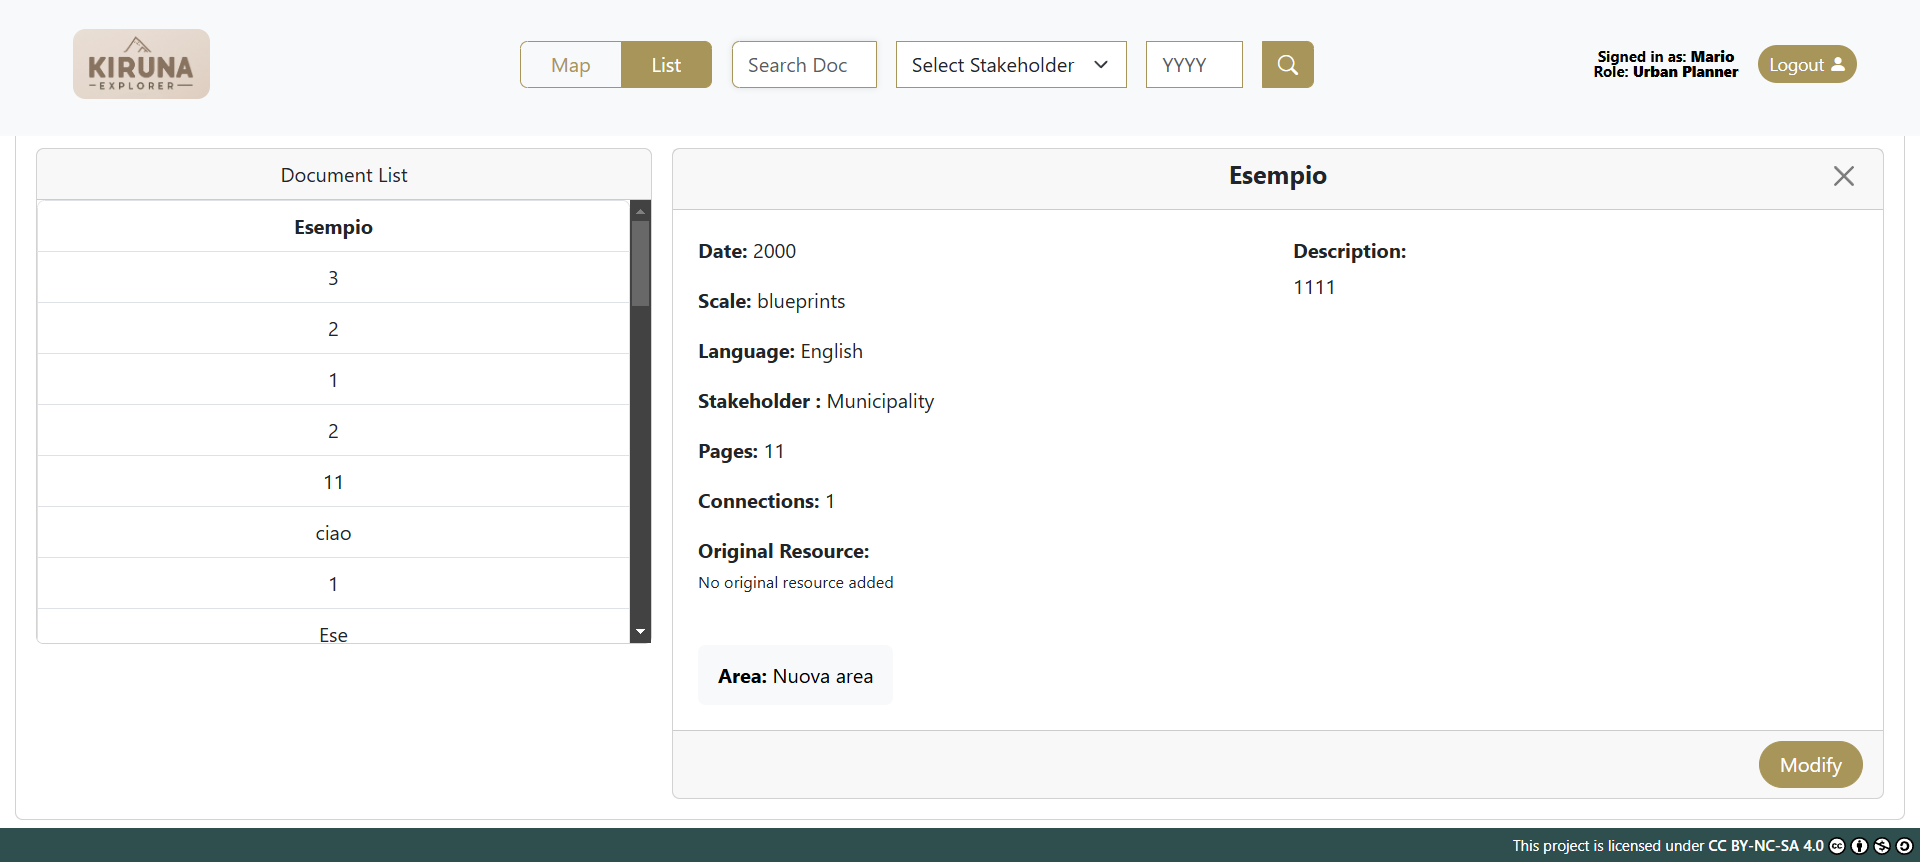 KIRUNA
EXPLORER
Map
List
Search Doc
Select Stakeholder
YYYY
Signed in as: Mario
Role: Urban Planner
Logout
Document List
Esempio
3
2
1
2
11
ciao
1
Ese
Esempio
Date: 2000
Scale: blueprints
Language: English
Stakeholder : Municipality
Pages: 11
Connections: 1
Original Resource:
No original resource added
Area: Nuova area
Description:
1111
Modify
This project is licensed under CC BY-NC-SA 4.0